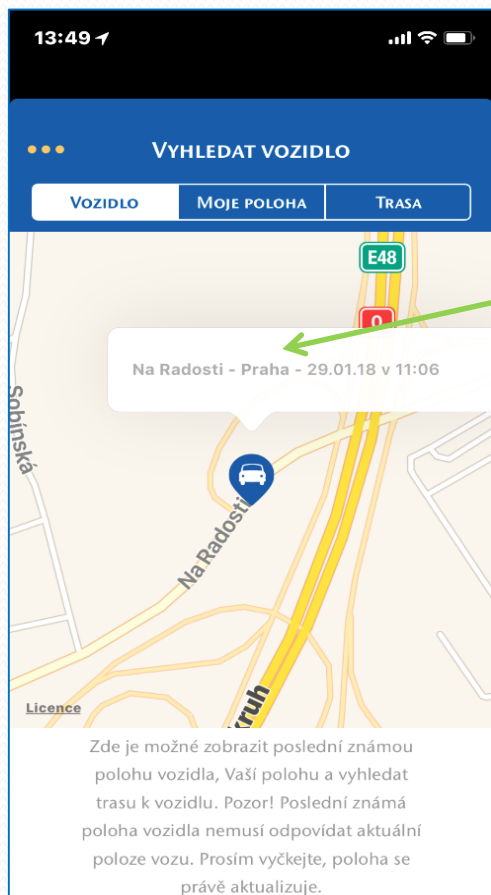 13:49
VYHLEDAT VOZIDLO
VOZIDLO
MOJE POLOHA
TRASA
E48
0
Na Radosti - Praha - 29.01.18 v 11:06
Sobínská
Na Radosti
kruh
Licence
Zde je možné zobrazit poslední známou
polohu vozidla, Vaší polohu a vyhledat
trasu k vozidlu. Pozor! Poslední známá
poloha vozidla nemusí odpovídat aktuální
poloze vozu. Prosím vyčkejte, poloha se
právě aktualizuje.